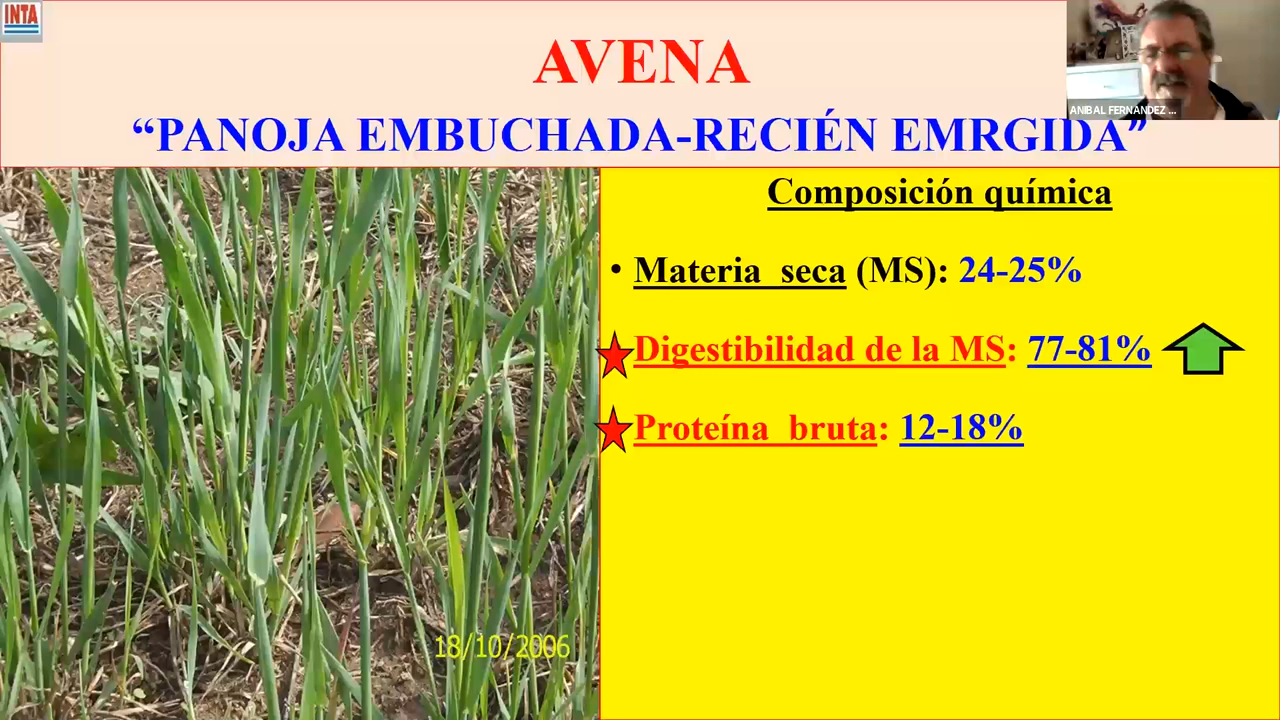 INTA
AVENA
ANIBAL FERNANDEZ ...
“PANOJA EMBUCHADA-RECIÉN EMRGIDA”
Composición química
• Materia seca (MS): 24-25%
Digestibilidad de la MS: 77-81%
Proteína bruta: 12-18%
18/10/2006